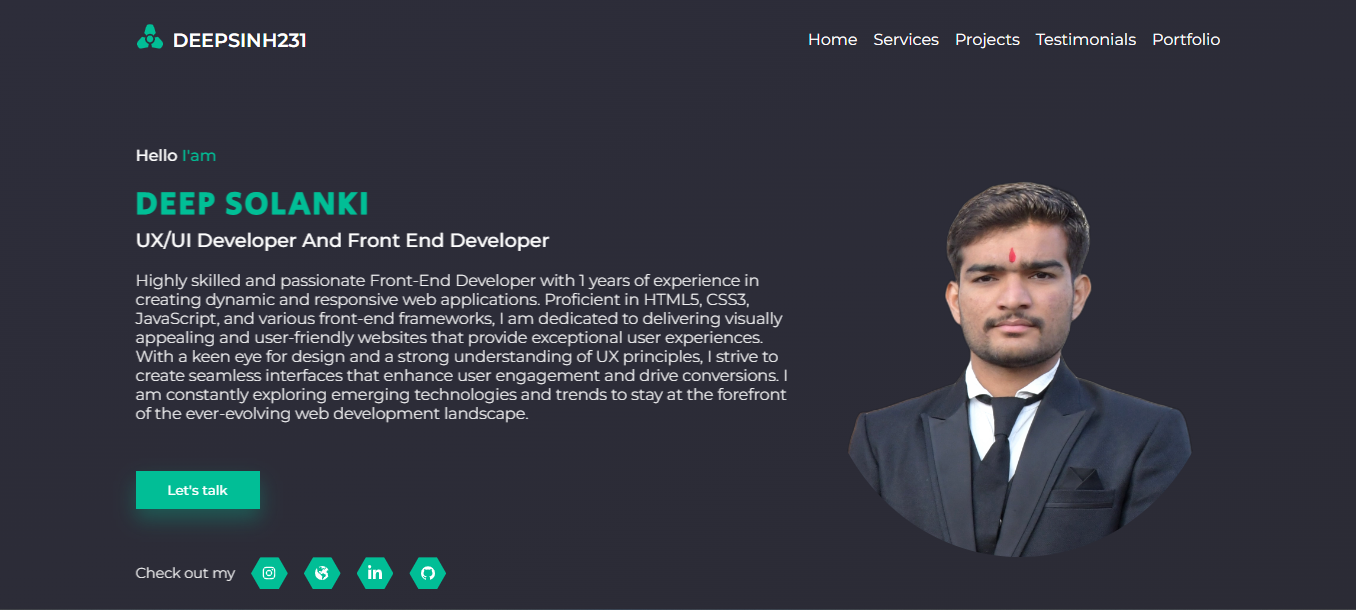 DEEPSINH231
Home Services Projects Testimonials Portfolio
Hello I'am
DEEP SOLANKI
UX/UI Developer And Front End Developer
Highly skilled and passionate Front-End Developer with 1 years of experience in
creating dynamic and responsive web applications. Proficient in HTML5, CSS3,
JavaScript, and various front-end frameworks, I am dedicated to delivering visually
appealing and user-friendly websites that provide exceptional user experiences.
With a keen eye for design and a strong understanding of UX principles, I strive to
create seamless interfaces that enhance user engagement and drive conversions. I
am constantly exploring emerging technologies and trends to stay at the forefront
of the ever-evolving web development landscape.
Let's talk
Check out my